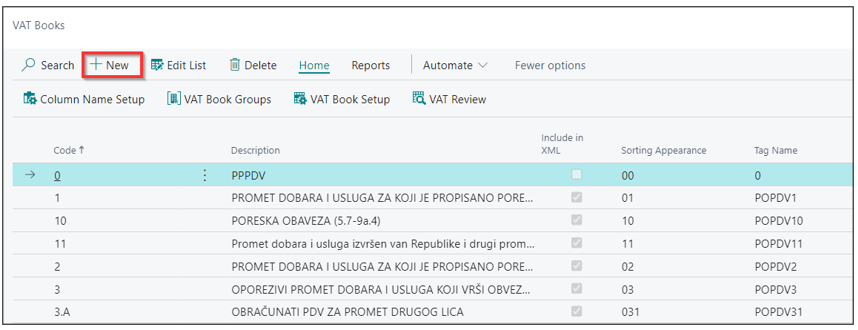 VAT Books
Search New Edit List Delete Home Reports Automate Fewer options
Column Name Setup VAT Book Groups VAT Book Setup VAT Review
Code ↑ Description Include in XML Sorting Appearance Tag Name
0 PPPDV 00 0
1 PROMET DOBARA I USLUGA ZA KOJI JE PROPISANO PORE... 01 POPDV1
10 PORESKA OBAVEZA (5.7-9a.4) 10 POPDV10
11 Promet dobara i usluga izvršen van Republike i drugi prom... 11 POPDV11
2 PROMET DOBARA I USLUGA ZA KOJI JE PROPISANO PORE... 02 POPDV2
3 OPOREZIVI PROMET DOBARA I USLUGA KOJI VRŠI OBVEZ... 03 POPDV3
3.A OBRAČUNATI PDV ZA PROMET DRUGOG LICA 031 POPDV31